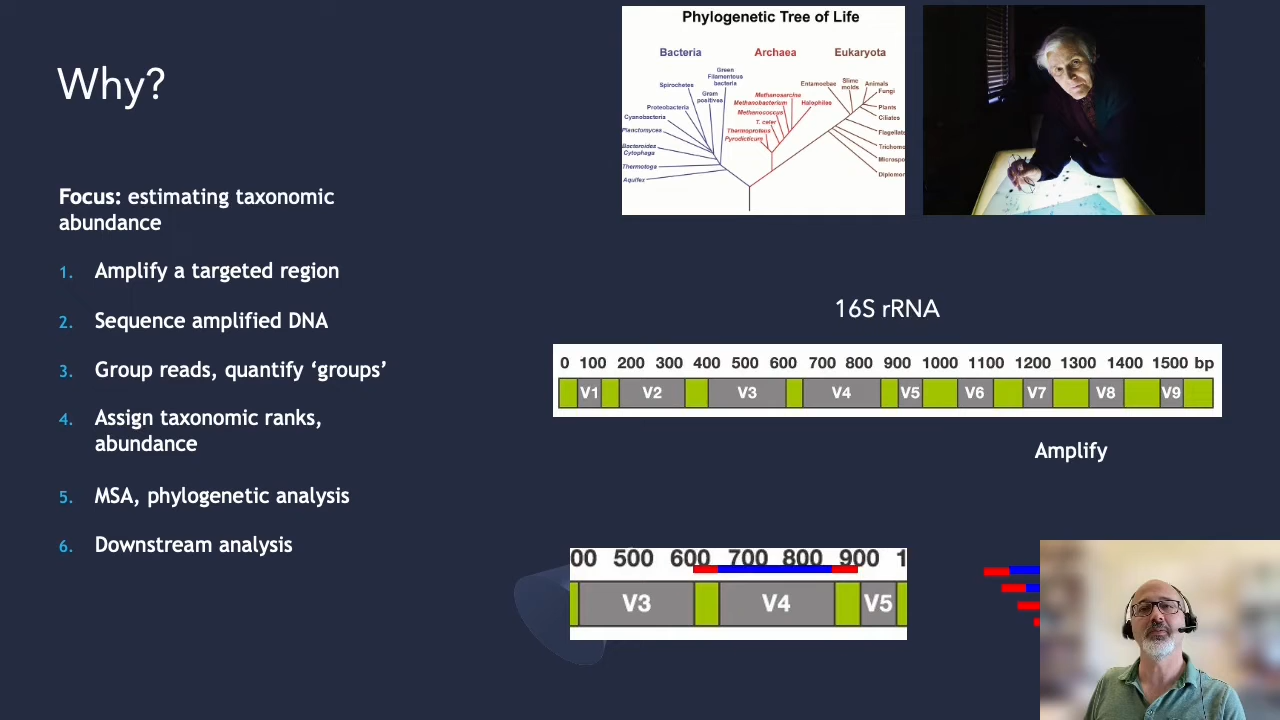 Why?
Focus: estimating taxonomic
abundance
1. Amplify a targeted region
2. Sequence amplified DNA
3. Group reads, quantify ‘groups’
4. Assign taxonomic ranks,
abundance
5. MSA, phylogenetic analysis
6. Downstream analysis
Phylogenetic Tree of Life
Bacteria Archaea Eukaryota
Green
Filamentous
bacteria
Spirochetes
Gram
positives
Proteobacteria
Cyanobacteria
Planctomyces
Bacteroides
Cytophaga
Thermotoga
Aquifex
Methanosarcina
Methanobacterium
Halophiles
Methanococcus
T. celer
Thermoproteus
Pyrodicticum
Entamoebae
Slime
molds
Animals
Fungi
Plants
Ciliates
Flagellate
Trichomo
Microspo
Diplomon
16S rRNA
0 100 200 300 400 500 600 700 800 900 1000 1100 1200 1300 1400 1500 bp
V1 V2 V3 V4 V5 V6 V7 V8 V9
Amplify
00 500 600 700 800 900 1
V3 V4 V5